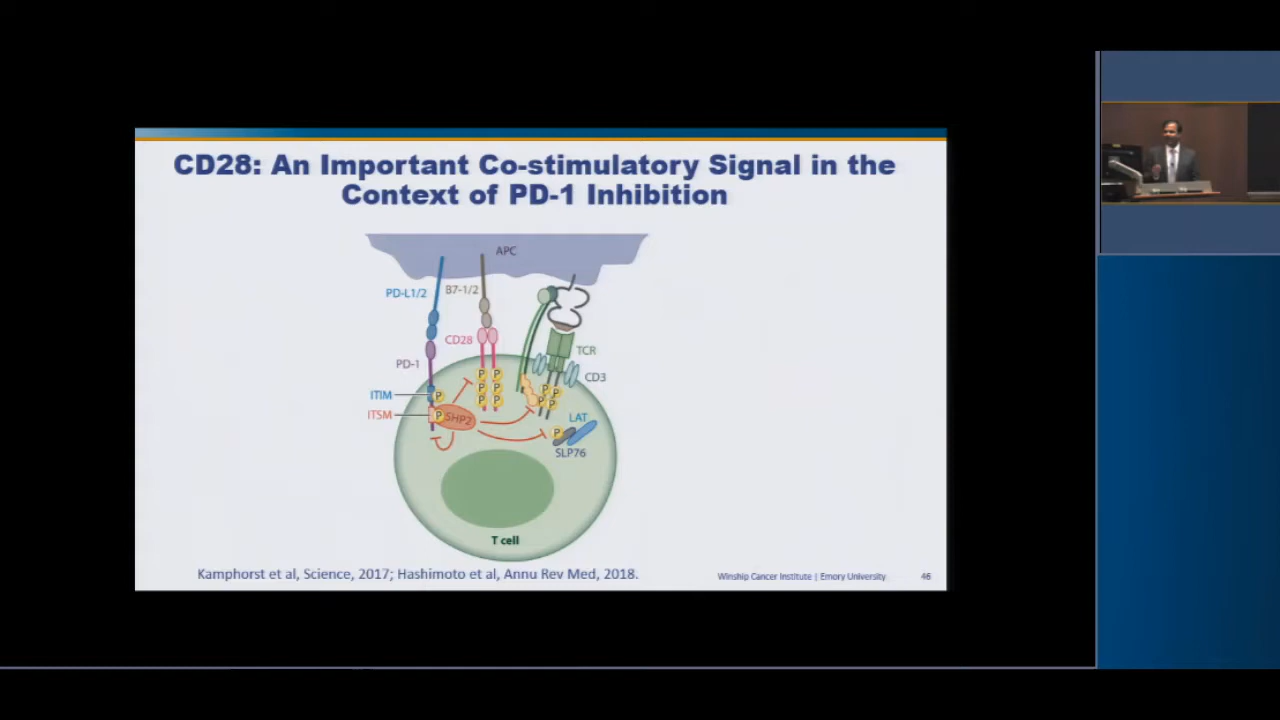 CD28: An Important Co-stimulatory Signal in the
Context of PD-1 Inhibition
APC
PD-L1/2
B7-1/2
CD28
TCR
PD-1
CD3
P
P
P
P
P
P
ITIM
P
P
P
P
P
ITSM
P
SHP2
LAT
P
SLP76
T cell
Kamphorst et al, Science, 2017; Hashimoto et al, Annu Rev Med, 2018.
Winship Cancer Institute | Emory University
46